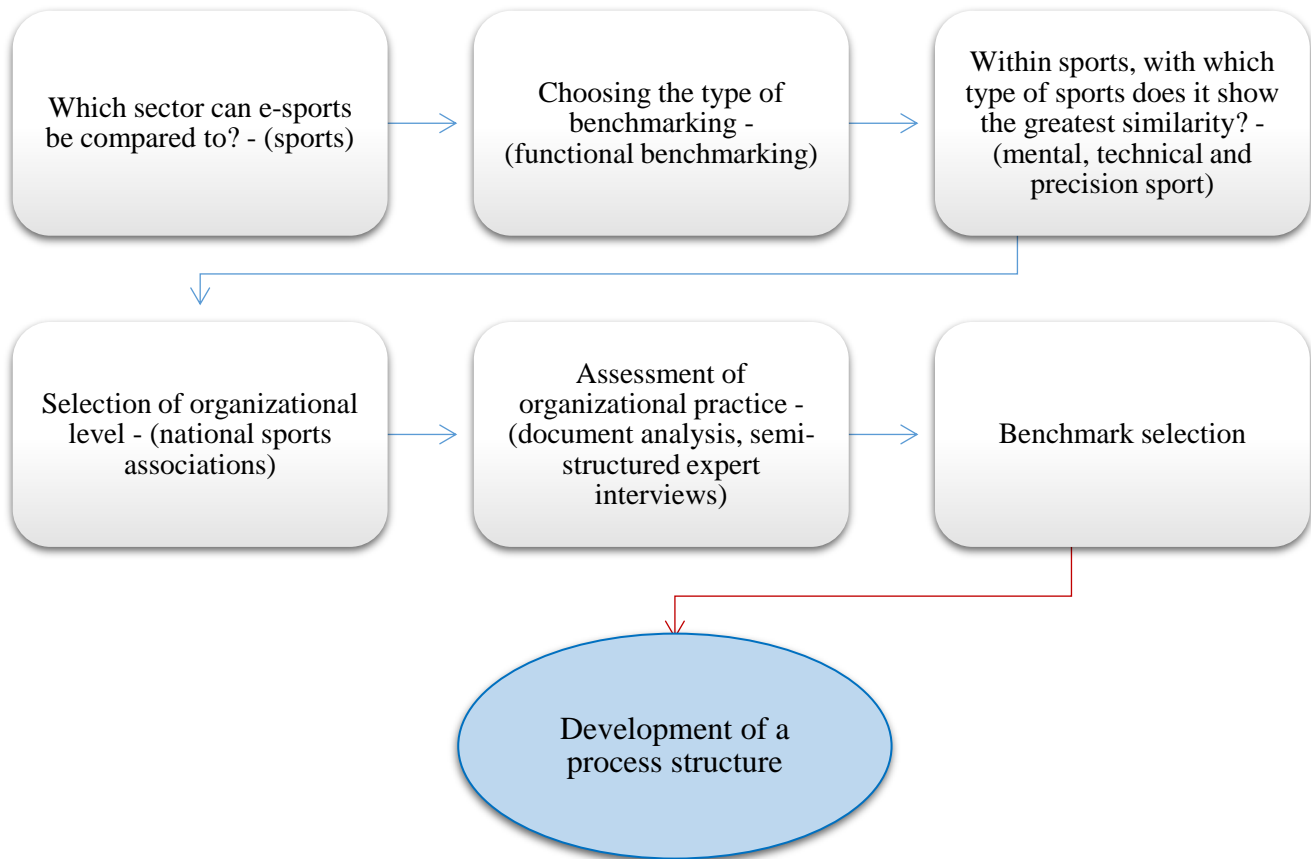 Which sector can e-sports
be compared to? - (sports)
Choosing the type of
benchmarking -
(functional benchmarking)
Within sports, with which
type of sports does it show
the greatest similarity? -
(mental, technical and
precision sport)
Selection of organizational
level - (national sports
associations)
Assessment of
organizational practice -
(document analysis, semi-
structured expert
interviews)
Benchmark selection
Development of a
process structure